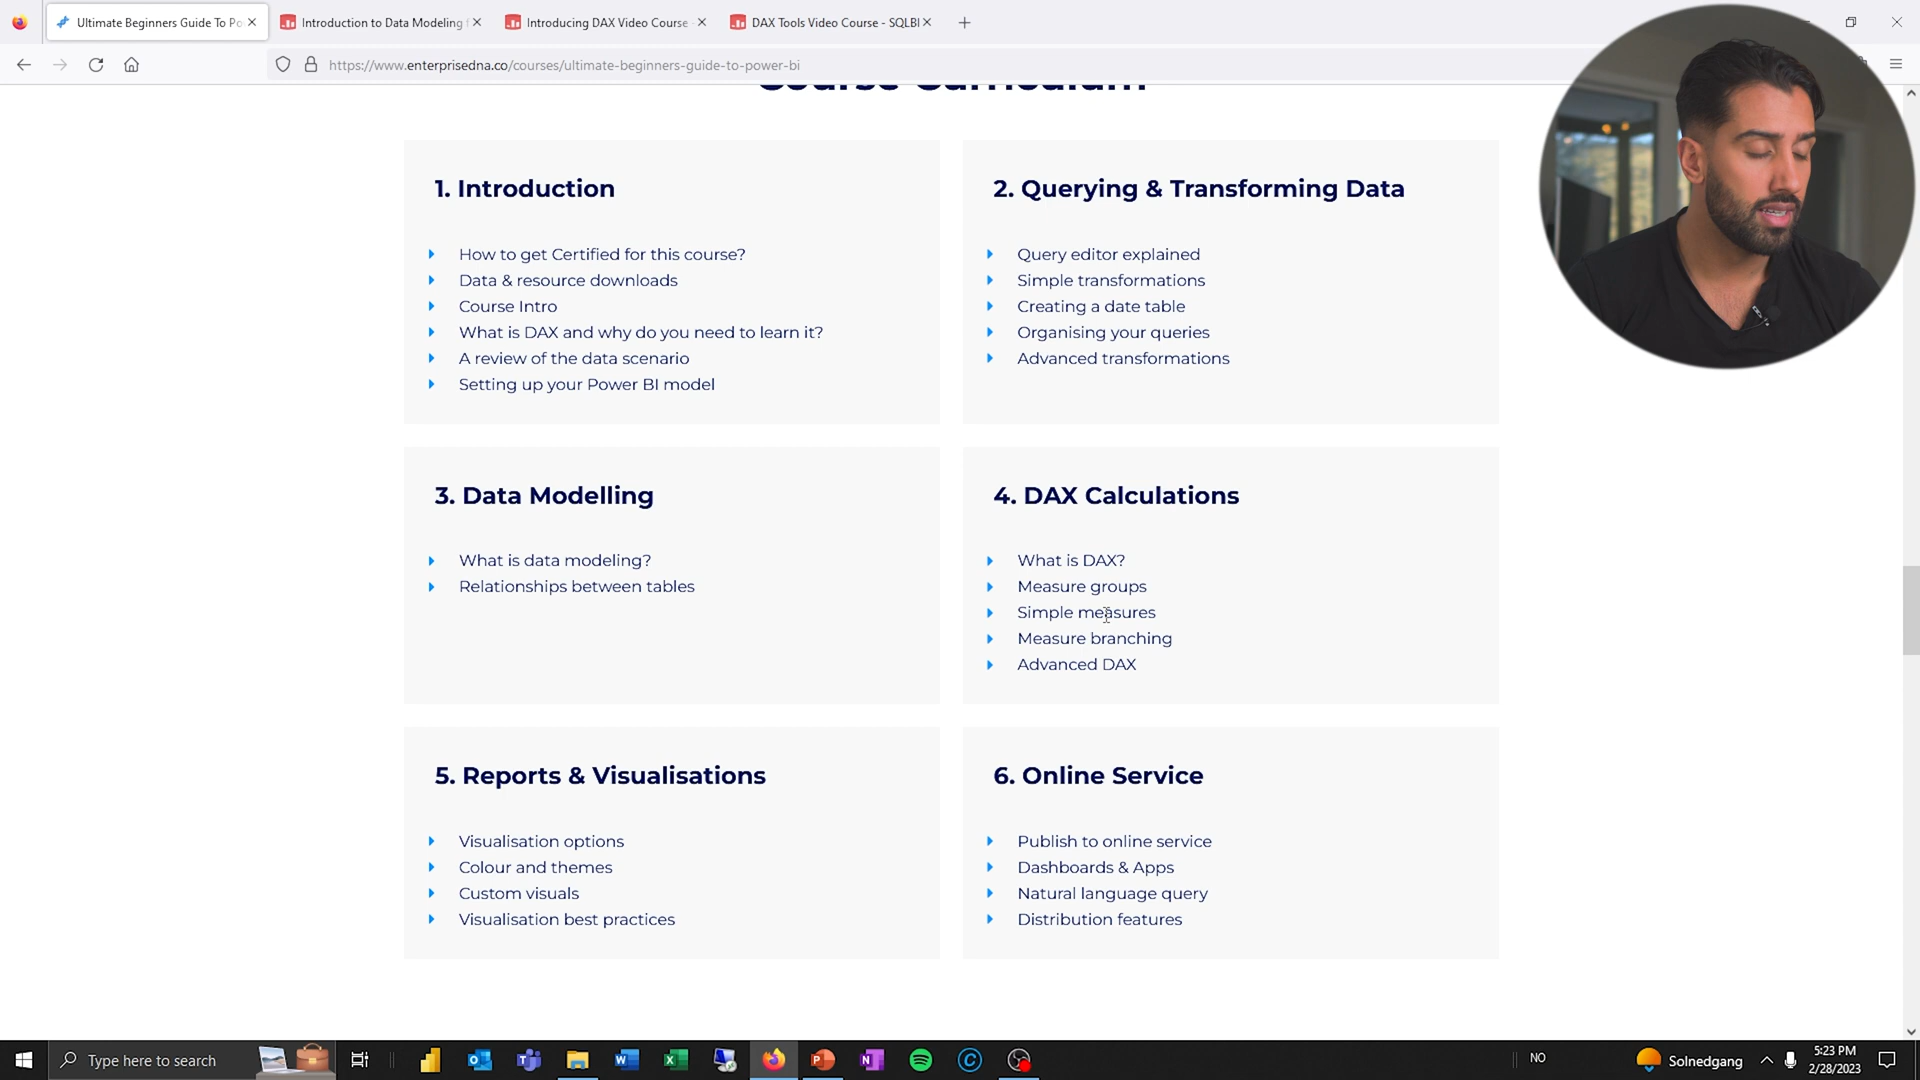 Ultimate Beginners Guide To Po
Introduction to Data Modeling f
Introducing DAX Video Course -
DAX Tools Video Course - SQLBI
https://www.enterprisedna.co/courses/ultimate-beginners-guide-to-power-bi
Course Curriculum
1. Introduction
How to get Certified for this course?
Data & resource downloads
Course Intro
What is DAX and why do you need to learn it?
A review of the data scenario
Setting up your Power BI model
2. Querying & Transforming Data
Query editor explained
Simple transformations
Creating a date table
Organising your queries
Advanced transformations
3. Data Modelling
What is data modeling?
Relationships between tables
4. DAX Calculations
What is DAX?
Measure groups
Simple measures
Measure branching
Advanced DAX
5. Reports & Visualisations
Visualisation options
Colour and themes
Custom visuals
Visualisation best practices
6. Online Service
Publish to online service
Dashboards & Apps
Natural language query
Distribution features
Type here to search
NO
Solnedgang
5:23 PM
2/28/2023